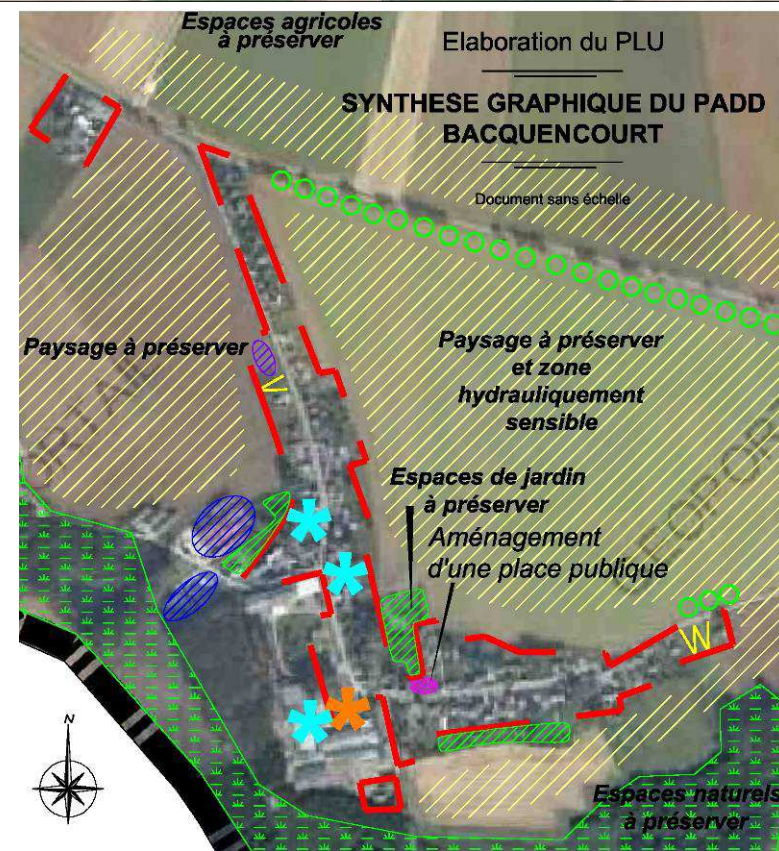 Espaces agricoles
à préserver
Elaboration du PLU
SYNTHESE GRAPHIQUE DU PADD
BACQUENCOURT
Document sans échelle
Paysage à préserver
Paysage à préserver
et zone
hydrauliquement
sensible
V
Espaces de jardin
à préserver
Aménagement
d'une place publique
W
N
Espaces naturels
à préserver